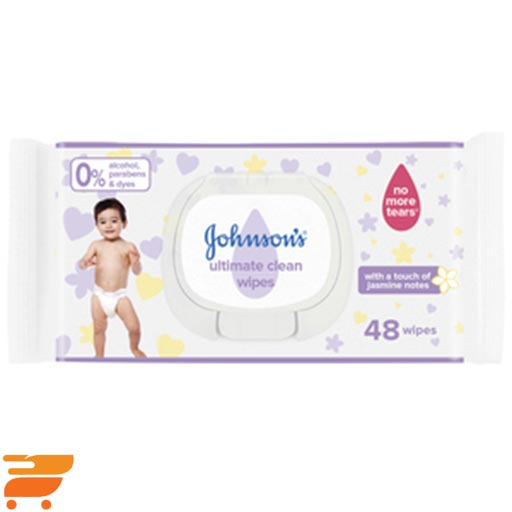 0%
alcohol,
parabens
& dyes
Johnson's
ultimate clean
wipes
no
more
tears®
with a touch of
jasmine notes
48 wipes